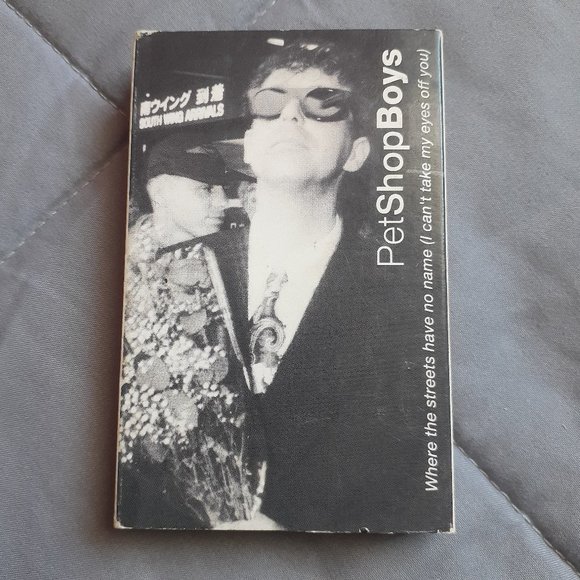 南ウイング 到着
SOUTH WING ARRIVALS
PetShopBoys
Where the streets have no name (I can't take my eyes off you)